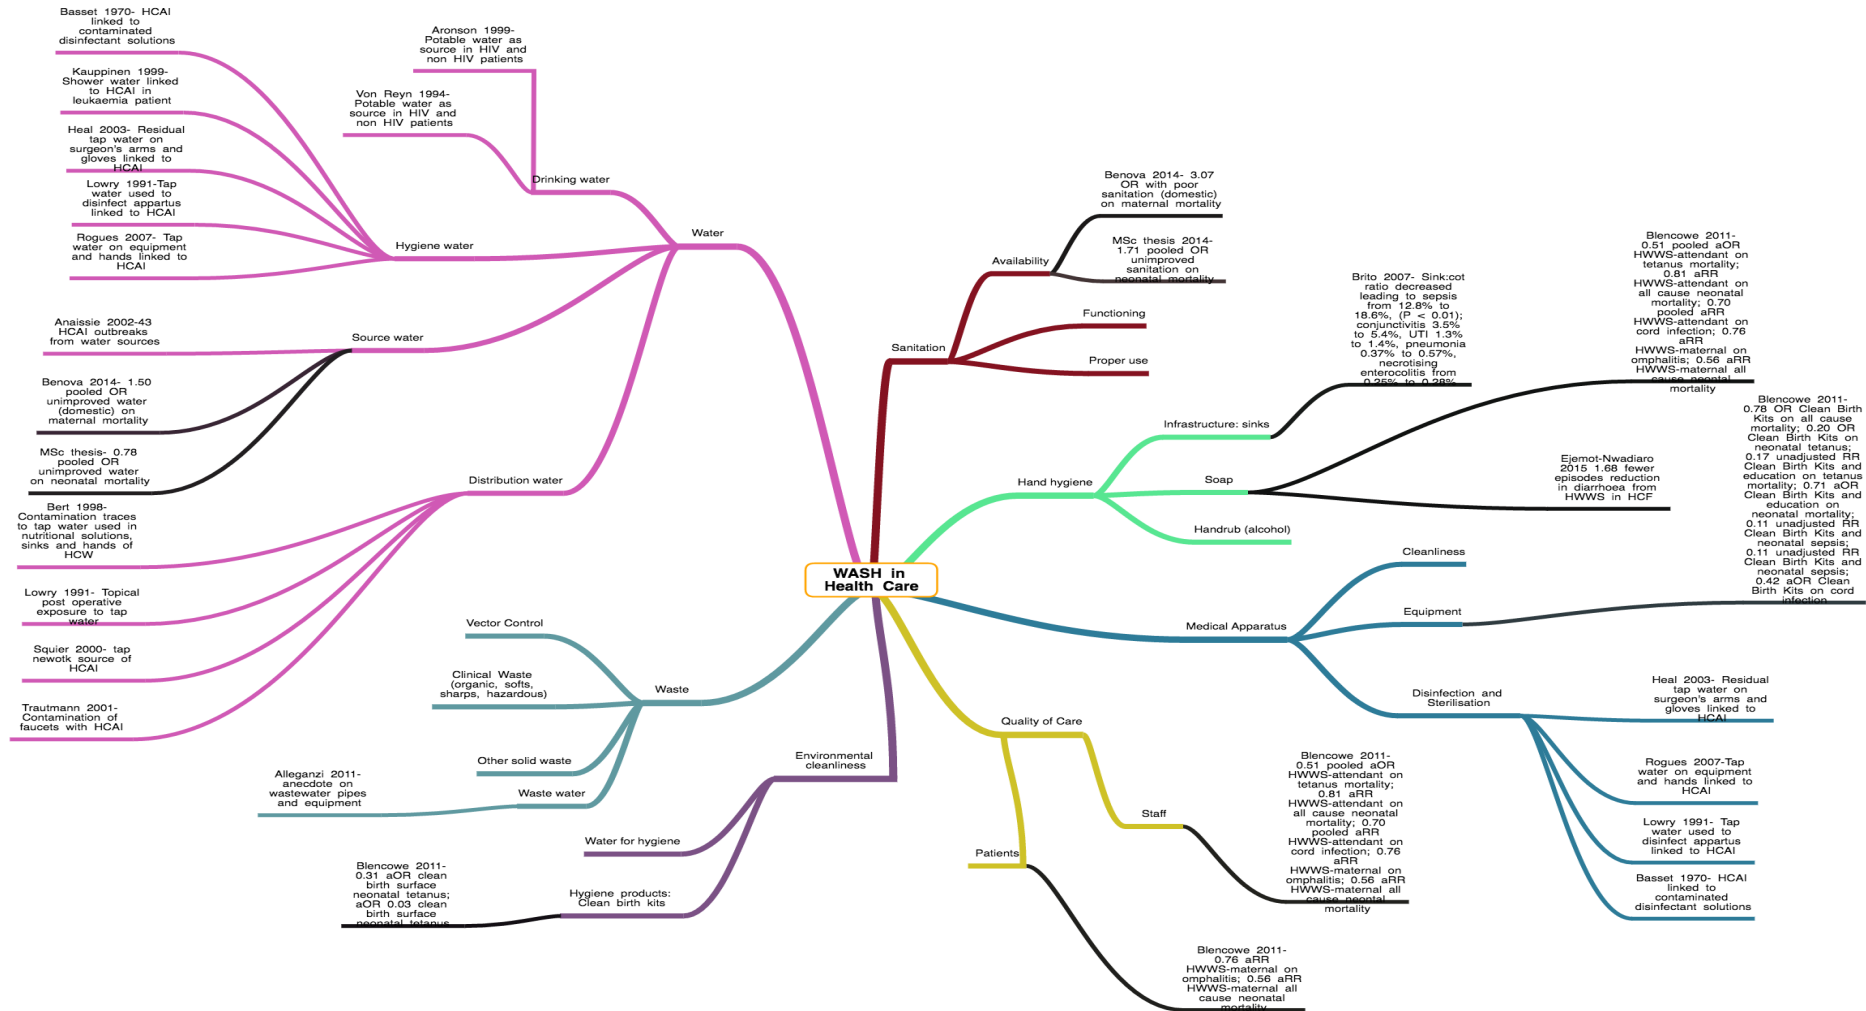 Basset 1970- HCAI
linked to
contaminated
disinfectant solutions
Kauppinen 1999-
Shower water linked
to HCAI in
leukaemia patient
Heal 2003- Residual
tap water on
surgeon's arms and
gloves linked to
HCAI
Lowry 1991-Tap
water used to
disinfect appartus
linked to HCAI
Rogues 2007- Tap
water on equipment
and hands linked to
HCAI
Aronson 1999-
Potable water as
source in HIV and
non HIV patients
Von Reyn 1994-
Potable water as
source in HIV and
non HIV patients
Drinking water
Hygiene water
Water
Source water
Anaissie 2002-43
HCAI outbreaks
from water sources
Benova 2014- 1.50
pooled OR
unimproved water
(domestic) on
maternal mortality
MSc thesis- 0.78
pooled OR
unimproved water
on neonatal mortality
Distribution water
Bert 1998-
Contamination traces
to tap water used in
nutritional solutions,
sinks and hands of
HCW
Lowry 1991- Topical
post operative
exposure to tap
water
Squier 2000- tap
newotk source of
HCAI
Trautmann 2001-
Contamination of
faucets with HCAI
WASH in
Health Care
Sanitation
Availability
Benova 2014- 3.07
OR with poor
sanitation (domestic)
on maternal mortality
MSc thesis 2014-
1.71 pooled OR
unimproved
sanitation on
neonatal mortality
Functioning
Proper use
Hand hygiene
Infrastructure: sinks
Brito 2007- Sink:cot
ratio decreased
leading to sepsis
from 12.8% to
18.6%, (P < 0.01);
conjunctivitis 3.5%
to 5.4%, UTI 1.3%
to 1.4%, pneumonia
0.37% to 0.57%,
necrotising
enterocolitis from
0.25% to 0.28%
Soap
Blencowe 2011-
0.51 pooled aOR
HWWS-attendant on
tetanus mortality;
0.81 aRR
HWWS-attendant on
all cause neonatal
mortality; 0.70
pooled aRR
HWWS-attendant on
cord infection; 0.76
aRR
HWWS-maternal on
omphalitis; 0.56 aRR
HWWS-maternal all
cause neontal
mortality
Ejemot-Nwadiaro
2015 1.68 fewer
episodes reduction
in diarrhoea from
HWWS in HCF
Handrub (alcohol)
Medical Apparatus
Cleanliness
Equipment
Blencowe 2011-
0.78 OR Clean Birth
Kits on all cause
mortality; 0.20 OR
Clean Birth Kits on
neonatal tetanus;
0.17 unadjusted RR
Clean Birth Kits and
education on tetanus
mortality; 0.71 aOR
Clean Birth Kits and
education on
neonatal mortality;
0.11 unadjusted RR
Clean Birth Kits and
neonatal sepsis;
0.11 unadjusted RR
Clean Birth Kits and
neonatal sepsis;
0.42 aOR Clean
Birth Kits on cord
infection
Disinfection and
Sterilisation
Heal 2003- Residual
tap water on
surgeon's arms and
gloves linked to
HCAI
Rogues 2007-Tap
water on equipment
and hands linked to
HCAI
Lowry 1991- Tap
water used to
disinfect appartus
linked to HCAI
Basset 1970- HCAI
linked to
contaminated
disinfectant solutions
Quality of Care
Staff
Blencowe 2011-
0.51 pooled aOR
HWWS-attendant on
tetanus mortality;
0.81 aRR
HWWS-attendant on
all cause neonatal
mortality; 0.70
pooled aRR
HWWS-attendant on
cord infection; 0.76
aRR
HWWS-maternal on
omphalitis; 0.56 aRR
HWWS-maternal all
cause neontal
mortality
Patients
Blencowe 2011-
0.76 aRR
HWWS-maternal on
omphalitis; 0.56 aRR
HWWS-maternal all
cause neonatal
mortality
Environmental
cleanliness
Water for hygiene
Hygiene products:
Clean birth kits
Blencowe 2011-
0.31 aOR clean
birth surface
neonatal tetanus;
aOR 0.03 clean
birth surface
neonatal tetanus
Waste
Vector Control
Clinical Waste
(organic, softs,
sharps, hazardous)
Other solid waste
Waste water
Alleganzi 2011-
anecdote on
wastewater pipes
and equipment